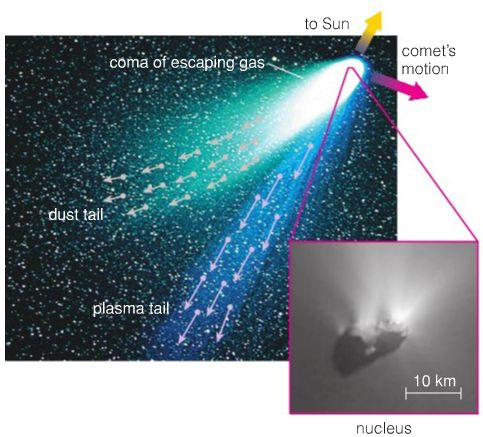 to Sun
comet's
motion
coma of escaping gas
dust tail
plasma tail
10 km
nucleus